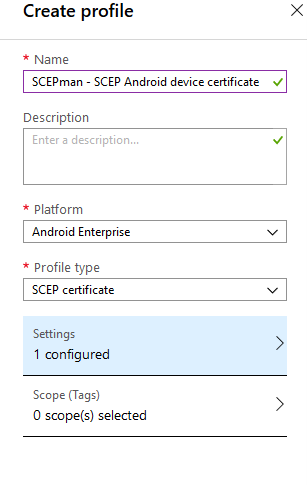 Create profile
* Name
SCEPman - SCEP Android device certificate
Description
Enter a description...
* Platform
Android Enterprise
* Profile type
SCEP certificate
Settings
1 configured
Scope (Tags)
0 scope(s) selected